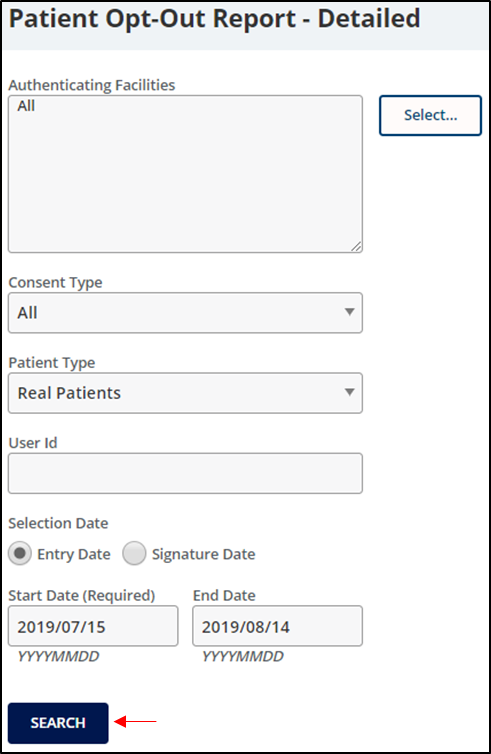 Patient Opt-Out Report - Detailed
Authenticating Facilities
All
Select...
Consent Type
All
Patient Type
Real Patients
User Id
Selection Date
Entry Date Signature Date
Start Date (Required) End Date
2019/07/15 2019/08/14
YYYYMMDD YYYYMMDD
SEARCH